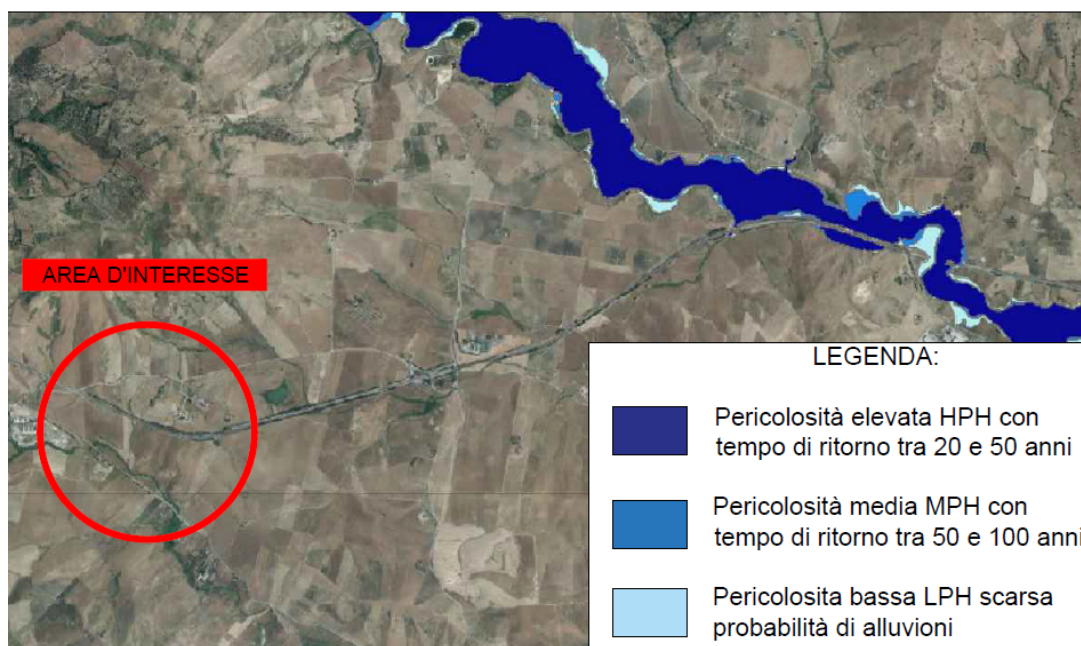 AREA D'INTERESSE
LEGENDA:
Pericolosità elevata HPH con
tempo di ritorno tra 20 e 50 anni
Pericolosità media MPH con
tempo di ritorno tra 50 e 100 anni
Pericolosita bassa LPH scarsa
probabilità di alluvioni